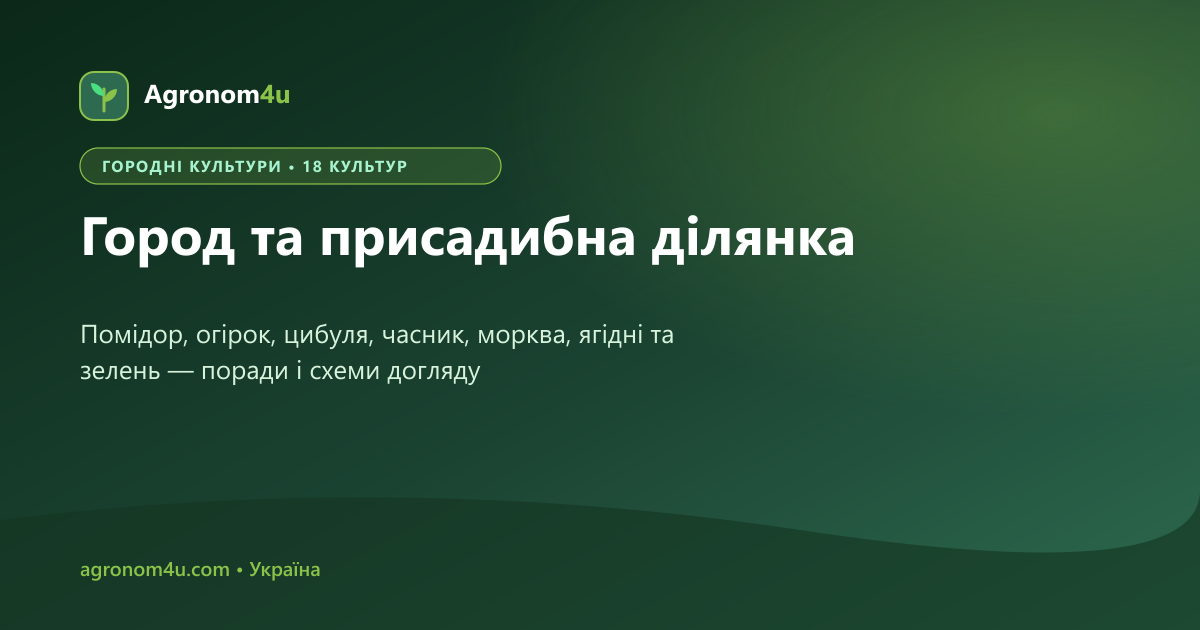 Agronom4u
ГОРОДНІ КУЛЬТУРИ • 18 КУЛЬТУР
Город та присадибна ділянка
Помідор, огірок, цибуля, часник, морква, ягідні та
зелень — поради і схеми догляду
agronom4u.com • Україна